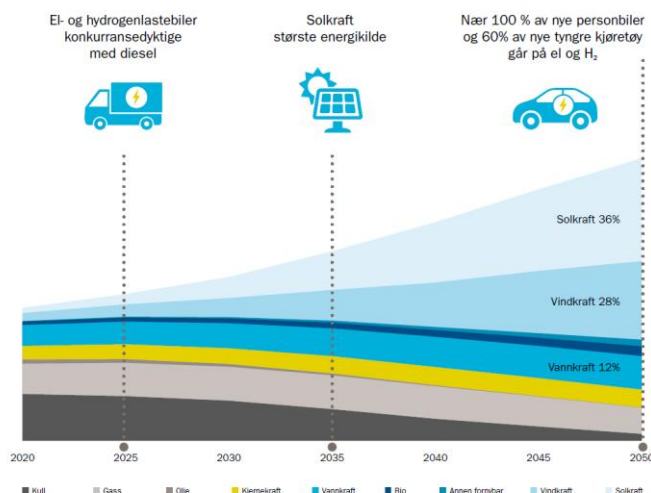 El- og hydrogenlastebiler
konkurransedyktige
med diesel
Solkraft
største energikilde
Nær 100 % av nye personbiler
og 60% av nye tyngre kjøretøy
går på el og H₂
Solkraft 36%
Vindkraft 28%
Vannkraft 12%
2020 2025 2030 2035 2040 2045 2050
Kull Gass Olje Kjernekraft Vannkraft Bio Annen fornybar Vindkraft Solkraft